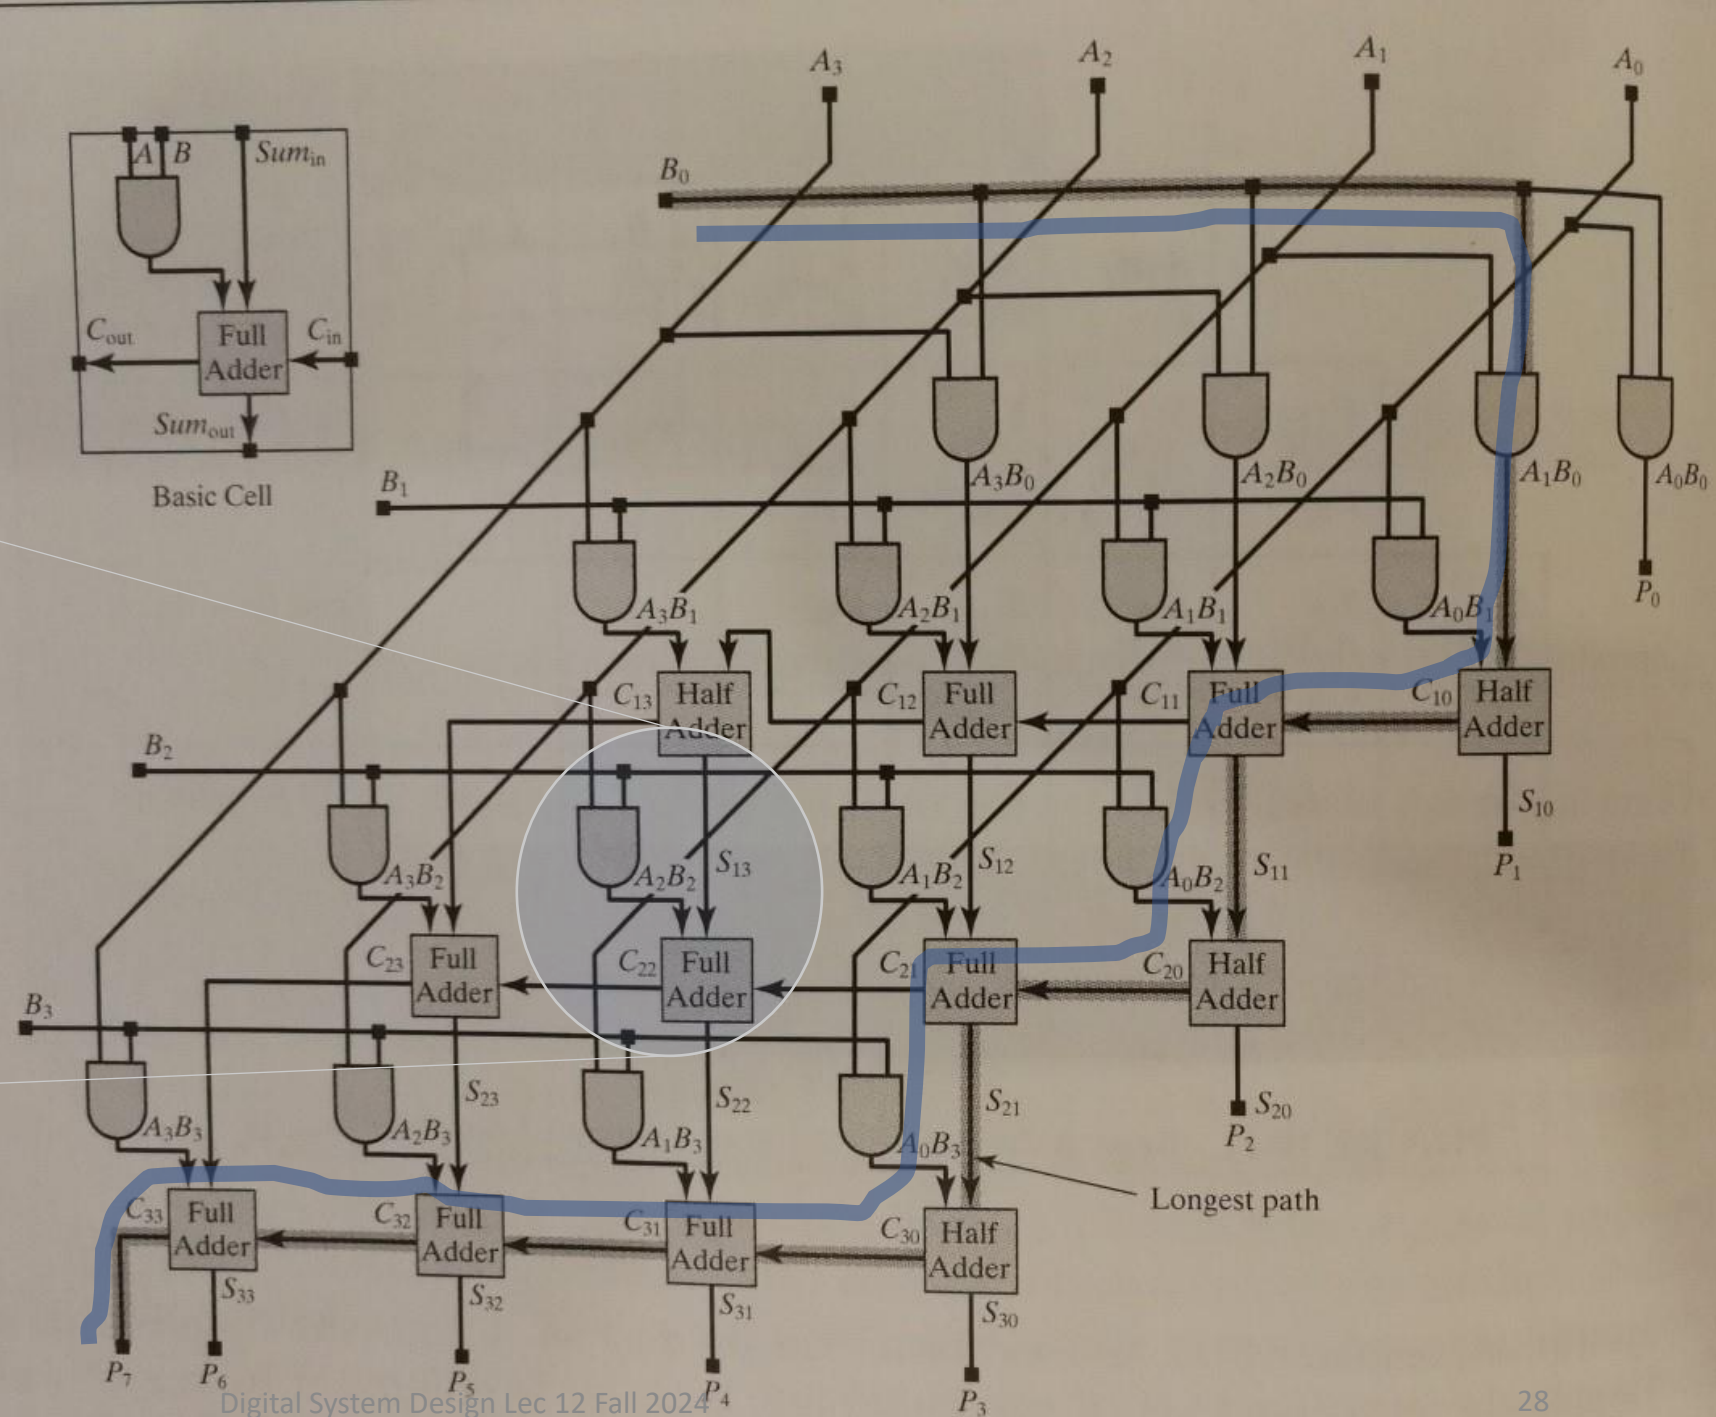 A₃ A₂ A₁ A₀
A B Sumᵢₙ
B₀
Cₒᵤₜ Full Adder Cᵢₙ
Sumₒᵤₜ
Basic Cell
B₁
A₃B₀ A₂B₀ A₁B₀ A₀B₀
A₃B₁ A₂B₁ A₁B₁ A₀B₁ P₀
C₁₃ Half Adder C₁₂ Full Adder C₁₁ Full Adder C₁₀ Half Adder
B₂
S₁₀
A₃B₂ A₂B₂ S₁₃ A₁B₂ S₁₂ A₀B₂ S₁₁ P₁
C₂₃ Full Adder C₂₂ Full Adder C₂₁ Full Adder C₂₀ Half Adder
B₃
S₂₃ S₂₂ S₂₁ S₂₀
A₃B₃ A₂B₃ A₁B₃ A₀B₃ P₂
Longest path
C₃₃ Full Adder C₃₂ Full Adder C₃₁ Full Adder C₃₀ Half Adder
S₃₃ S₃₂ S₃₁ S₃₀
P₇ P₆ P₅ P₄ P₃
Digital System Design Lec 12 Fall 2024 28